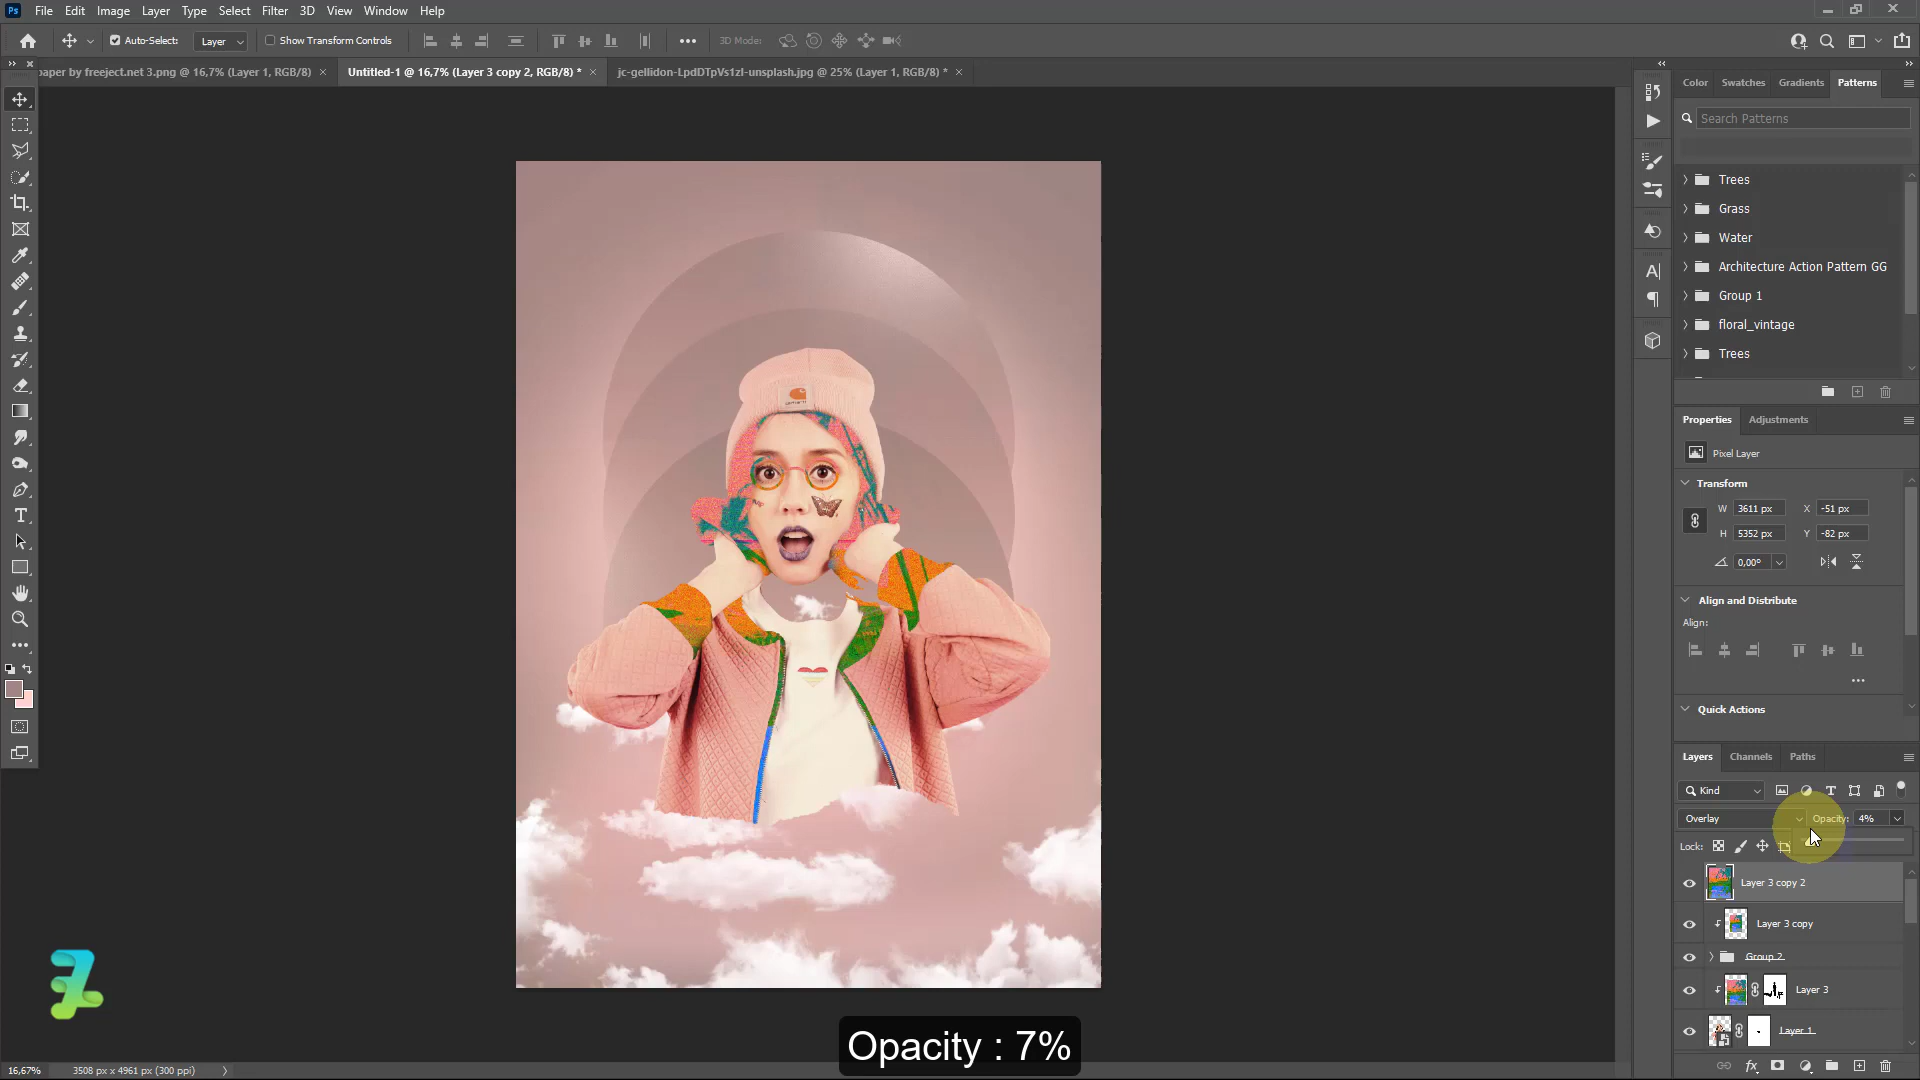 Ps File Edit Image Layer Type Select Filter 3D View Window Help
Auto-Select: Layer Show Transform Controls 3D Mode:
paper by freeject.net 3.png @ 16,7% (Layer 1, RGB/8)
Untitled-1 @ 16,7% (Layer 3 copy 2, RGB/8) *
jc-gellidon-LpdDTpVs1zI-unsplash.jpg @ 25% (Layer 1, RGB/8) *
Color Swatches Gradients Patterns
Search Patterns
Trees
Grass
Water
Architecture Action Pattern GG
Group 1
floral_vintage
Trees
Properties Adjustments
Pixel Layer
Transform
W 3611 px X -51 px
H 5352 px Y -82 px
0,00°
Align and Distribute
Align:
Quick Actions
Layers Channels Paths
Kind
Overlay Opacity: 4%
Lock:
Layer 3 copy 2
Layer 3 copy
Group 2
Layer 3
Layer 1
Opacity : 7%
16,67% 3508 px x 4961 px (300 ppi)